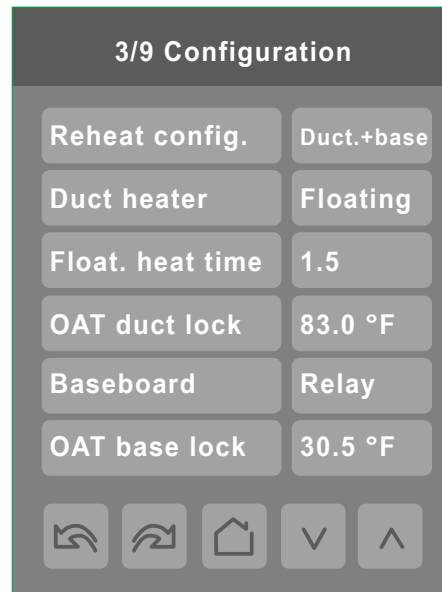 3/9 Configuration
Reheat config. Duct.+base
Duct heater Floating
Float. heat time 1.5
OAT duct lock 83.0 °F
Baseboard Relay
OAT base lock 30.5 °F